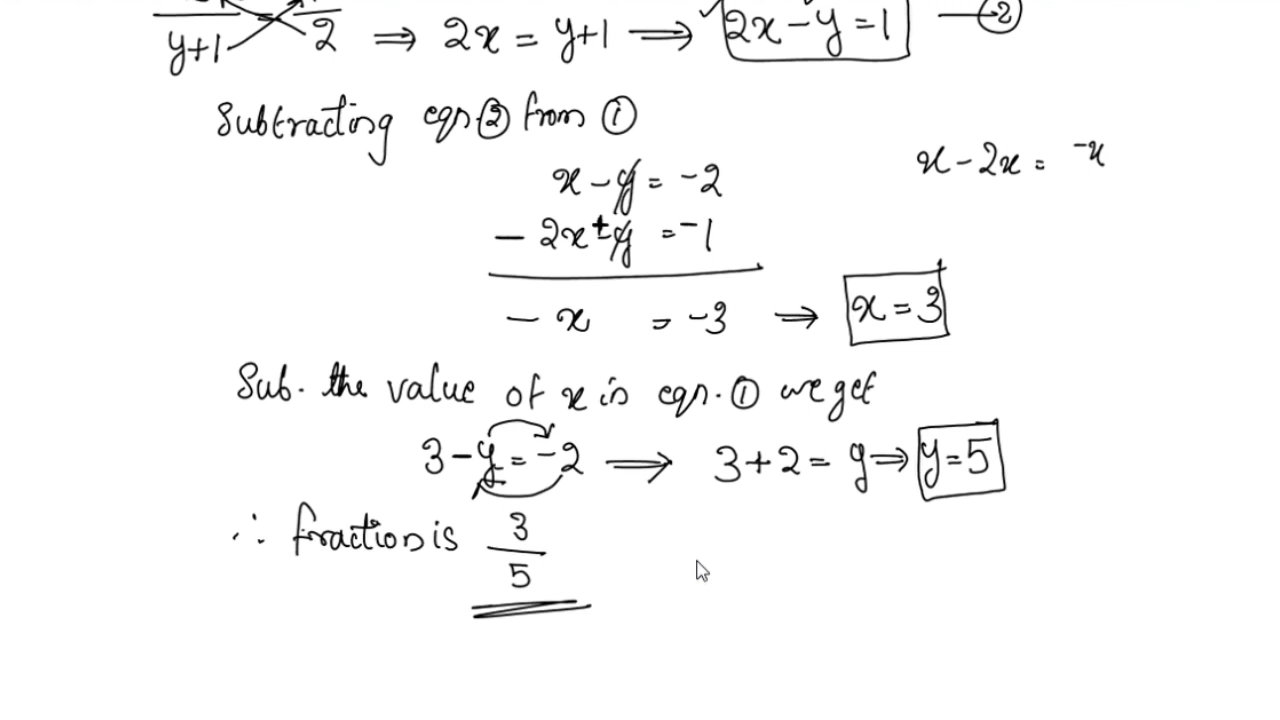 y+1 2 ⇒ 2x = y+1 ⟹ 2x-y=1 —②
Subtracting eqn.② from ①
x-y = -2
x-2x = -x
- 2x+y = -1
- x = -3 ⇒ x=3
Sub. the value of x in eqn.① we get
3-y=-2 ⟹ 3+2= y ⇒ y=5
∴ fraction is 3
5